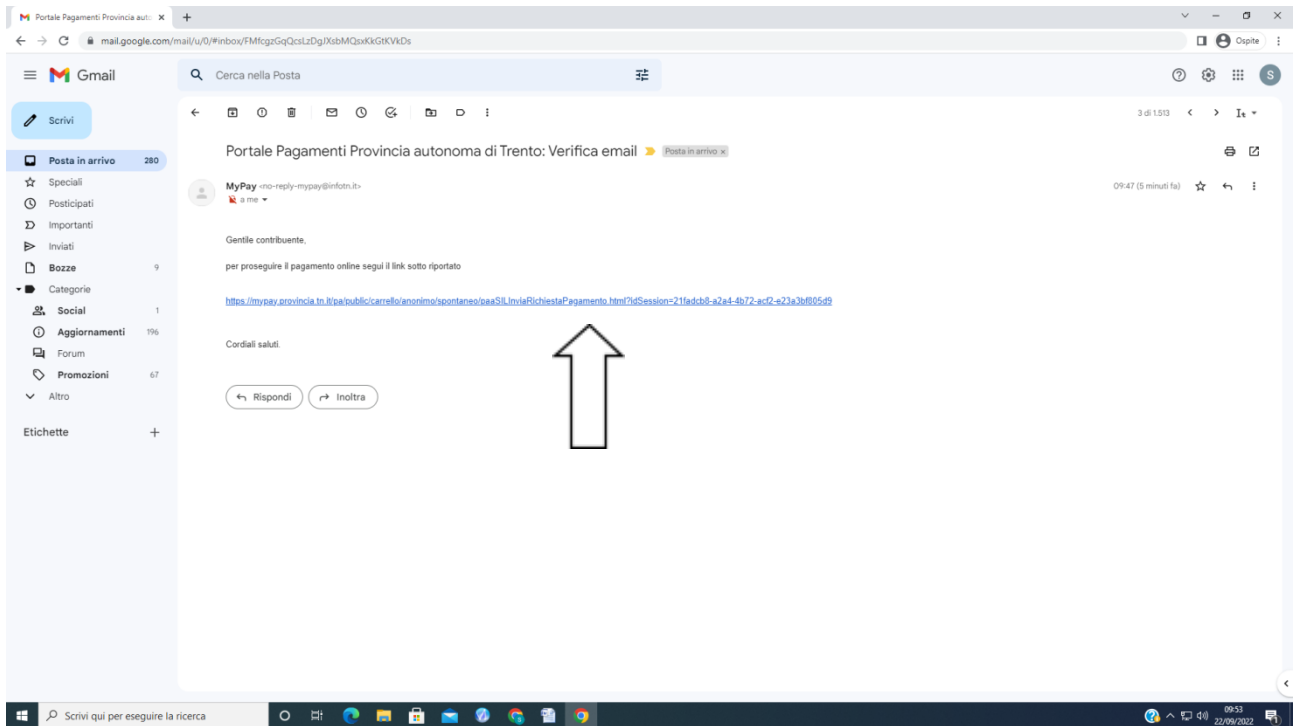 Portale Pagamenti Provincia auto
mail.google.com/mail/u/0/#inbox/FMfcgzGqQcsLzDgJXsbMQsxKkGtKVkDs
Ospite
Gmail
Cerca nella Posta
S
Scrivi
3 di 1.513
Portale Pagamenti Provincia autonoma di Trento: Verifica email
Posta in arrivo x
Posta in arrivo 280
Speciali
Posticipati
Importanti
Inviati
Bozze 9
Categorie
Social 1
Aggiornamenti 196
Forum
Promozioni 67
Altro
Etichette
MyPay <no-reply-mypay@infotn.it>
09:47 (5 minuti fa)
a me
Gentile contribuente,
per proseguire il pagamento online segui il link sotto riportato
https://mypay.provincia.tn.it/pa/public/carrello/anonimo/spontaneo/paaSILInviaRichiestaPagamento.html?IdSession=21fadcb8-a2a4-4b72-acf2-e23a3bf805d9
Cordiali saluti.
Rispondi
Inoltra
Scrivi qui per eseguire la ricerca
09:53
22/09/2022